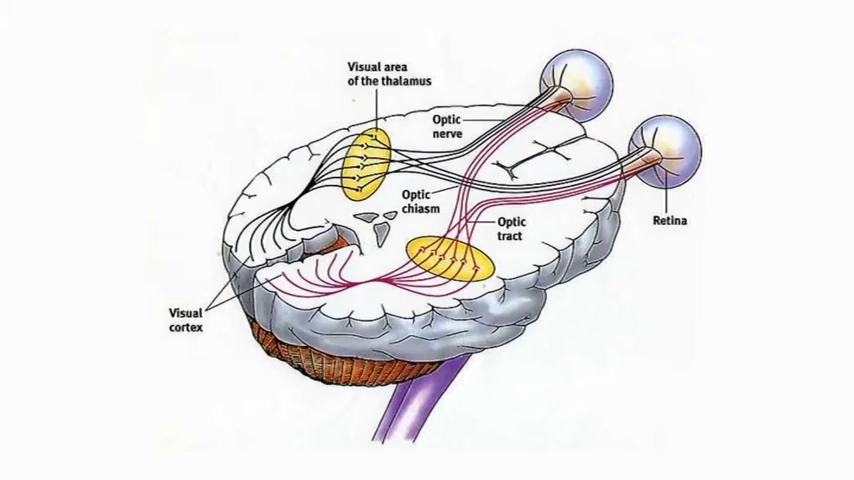 Visual area
of the thalamus
Optic
nerve
Optic
chiasm
Optic
tract
Retina
Visual
cortex